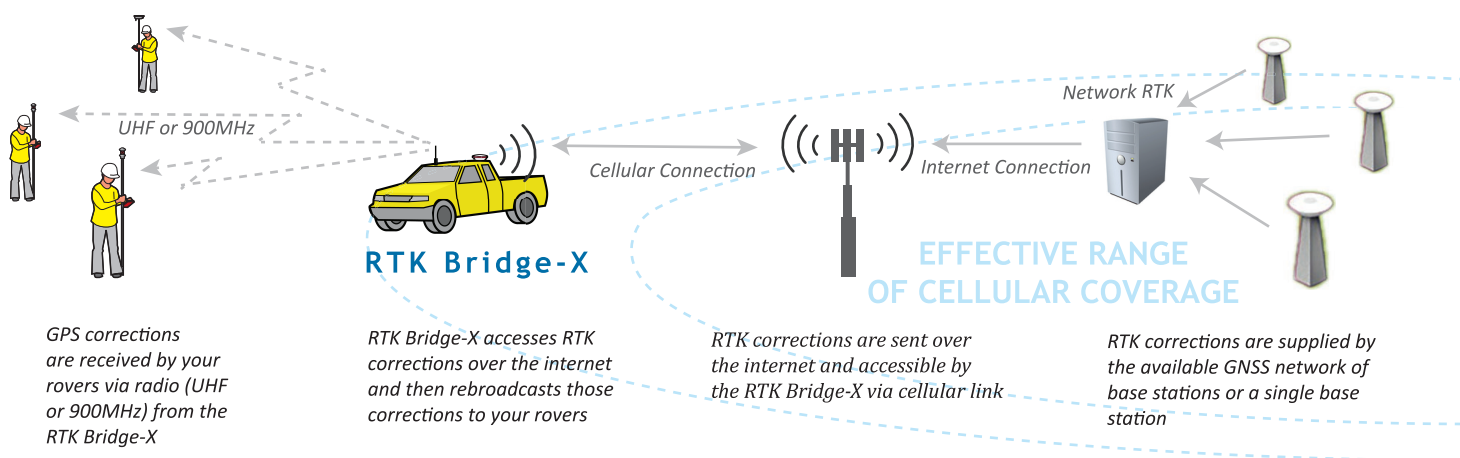 Network RTK
UHF or 900MHz
Cellular Connection
Internet Connection
RTK Bridge-X
EFFECTIVE RANGE
OF CELLULAR COVERAGE
GPS corrections
are received by your
rovers via radio (UHF
or 900MHz) from the
RTK Bridge-X
RTK Bridge-X accesses RTK
corrections over the internet
and then rebroadcasts those
corrections to your rovers
RTK corrections are sent over
the internet and accessible by
the RTK Bridge-X via cellular link
RTK corrections are supplied by
the available GNSS network of
base stations or a single base
station